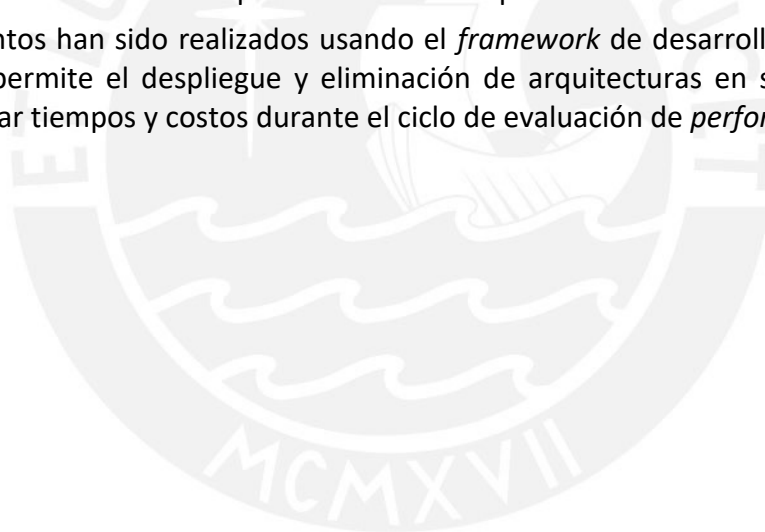 ntos han sido realizados usando el framework de desarroll
permite el despliegue y eliminación de arquitecturas en s
ar tiempos y costos durante el ciclo de evaluación de perfor
MCMXVII